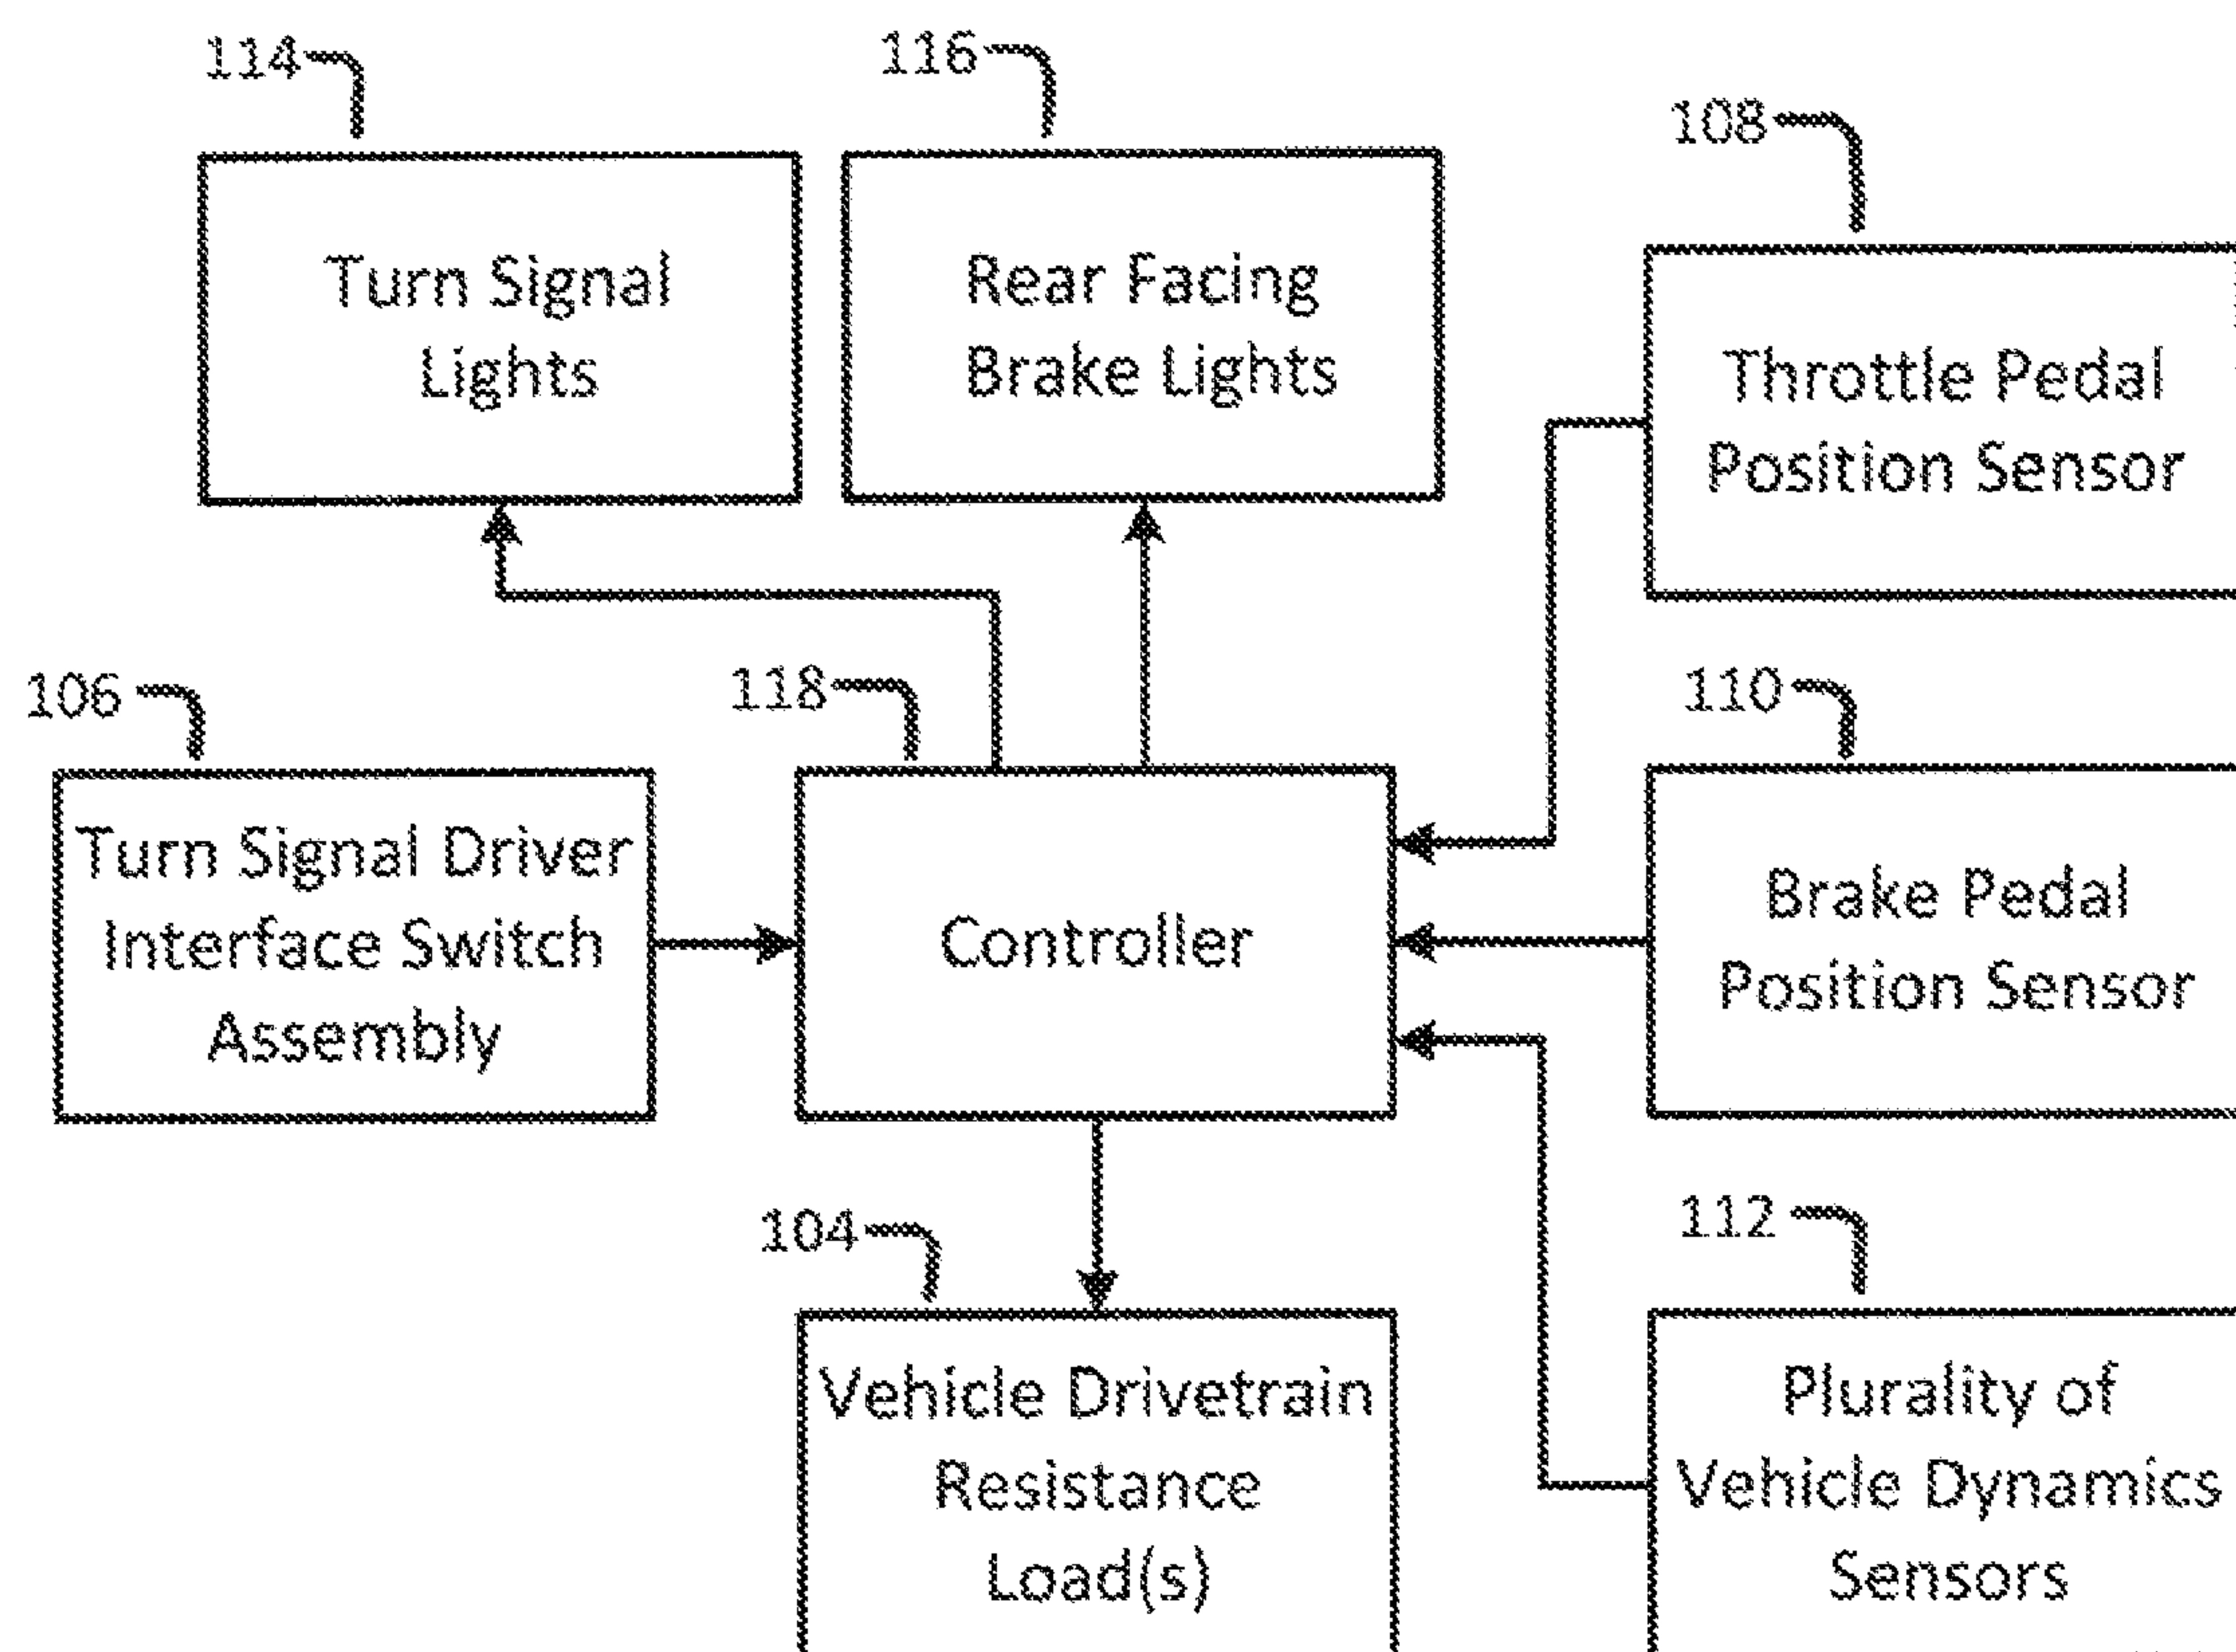 114
116
108
Turn Signal
Lights
Rear Facing
Brake Lights
Throttle Pedal
Position Sensor
106
118
110
Turn Signal Driver
Interface Switch
Assembly
Controller
Brake Pedal
Position Sensor
104
112
Vehicle Drivetrain
Resistance
Load(s)
Plurality of
Vehicle Dynamics
Sensors